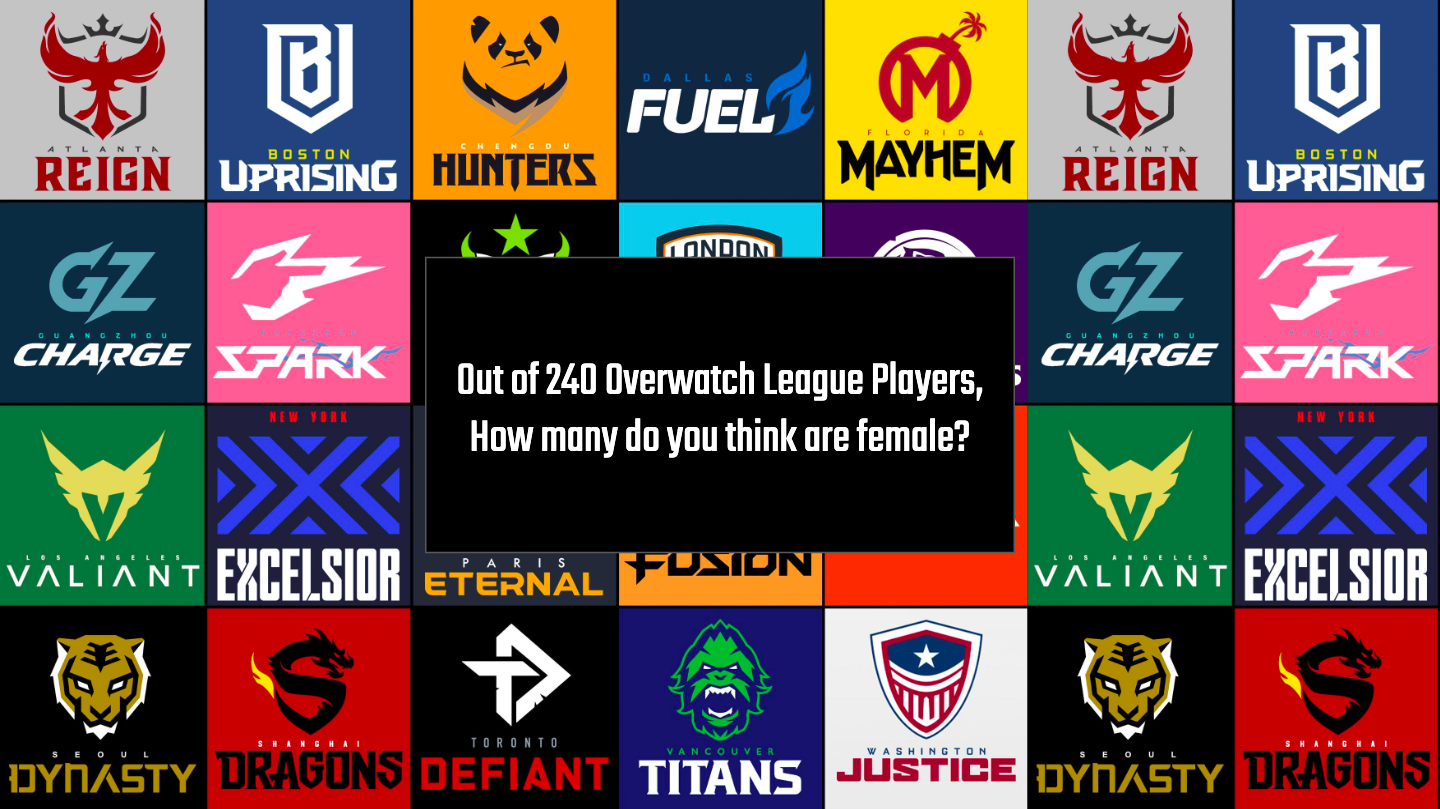 ATLANTA
REIGN
BOSTON
UPRISING
CHENGDU
HUNTERS
DALLAS
FUEL
FLORIDA
MAYHEM
ATLANTA
REIGN
BOSTON
UPRISING
GZ
GUANGZHOU
CHARGE
SPARK
LONDON
GZ
GUANGZHOU
CHARGE
SPARK
Out of 240 Overwatch League Players,
How many do you think are female?
LOS ANGELES
VALIANT
NEW YORK
EXCELSIOR
PARIS
ETERNAL
FUSION
LOS ANGELES
VALIANT
NEW YORK
EXCELSIOR
SEOUL
DYNASTY
SHANGHAI
DRAGONS
TORONTO
DEFIANT
VANCOUVER
TITANS
WASHINGTON
JUSTICE
SEOUL
DYNASTY
SHANGHAI
DRAGONS